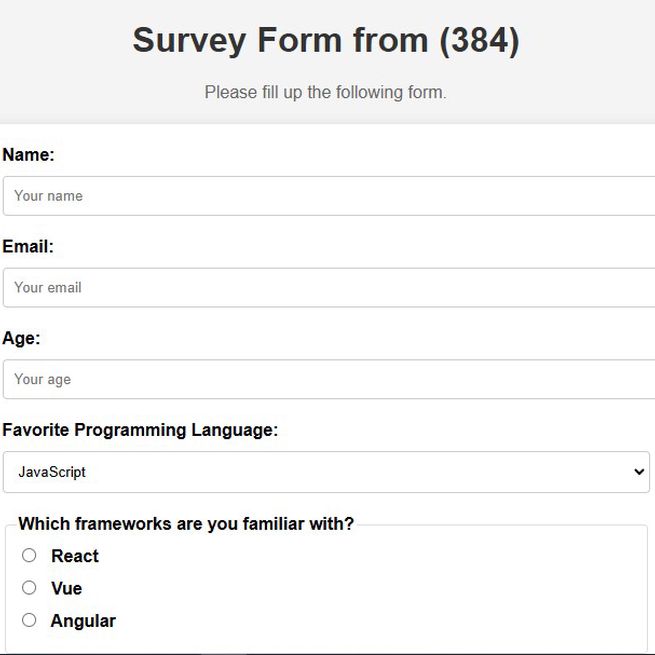 Survey Form from (384)
Please fill up the following form.
Name:
Your name
Email:
Your email
Age:
Your age
Favorite Programming Language:
JavaScript
Which frameworks are you familiar with?
React
Vue
Angular